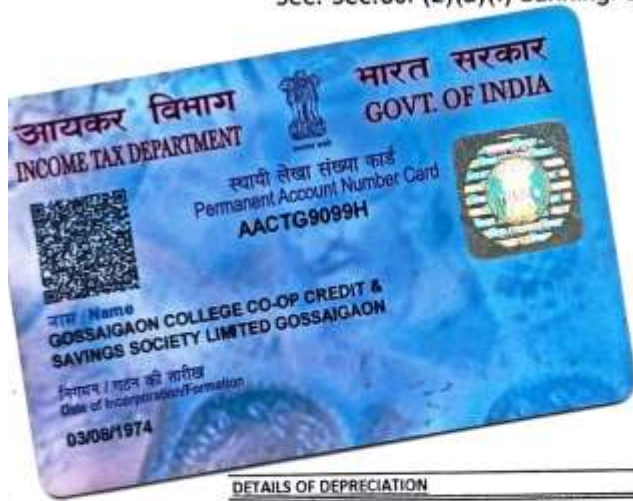 आयकर विभाग
INCOME TAX DEPARTMENT
भारत सरकार
GOVT. OF INDIA
स्थायी लेखा संख्या कार्ड
Permanent Account Number Card
AACTG9099H
नाम / Name
GOSSAIGAON COLLEGE CO-OP CREDIT &
SAVINGS SOCIETY LIMITED GOSSAIGAON
निगमन / गठन की तारीख
Date of Incorporation/Formation
03/08/1974
DETAILS OF DEPRECIATION